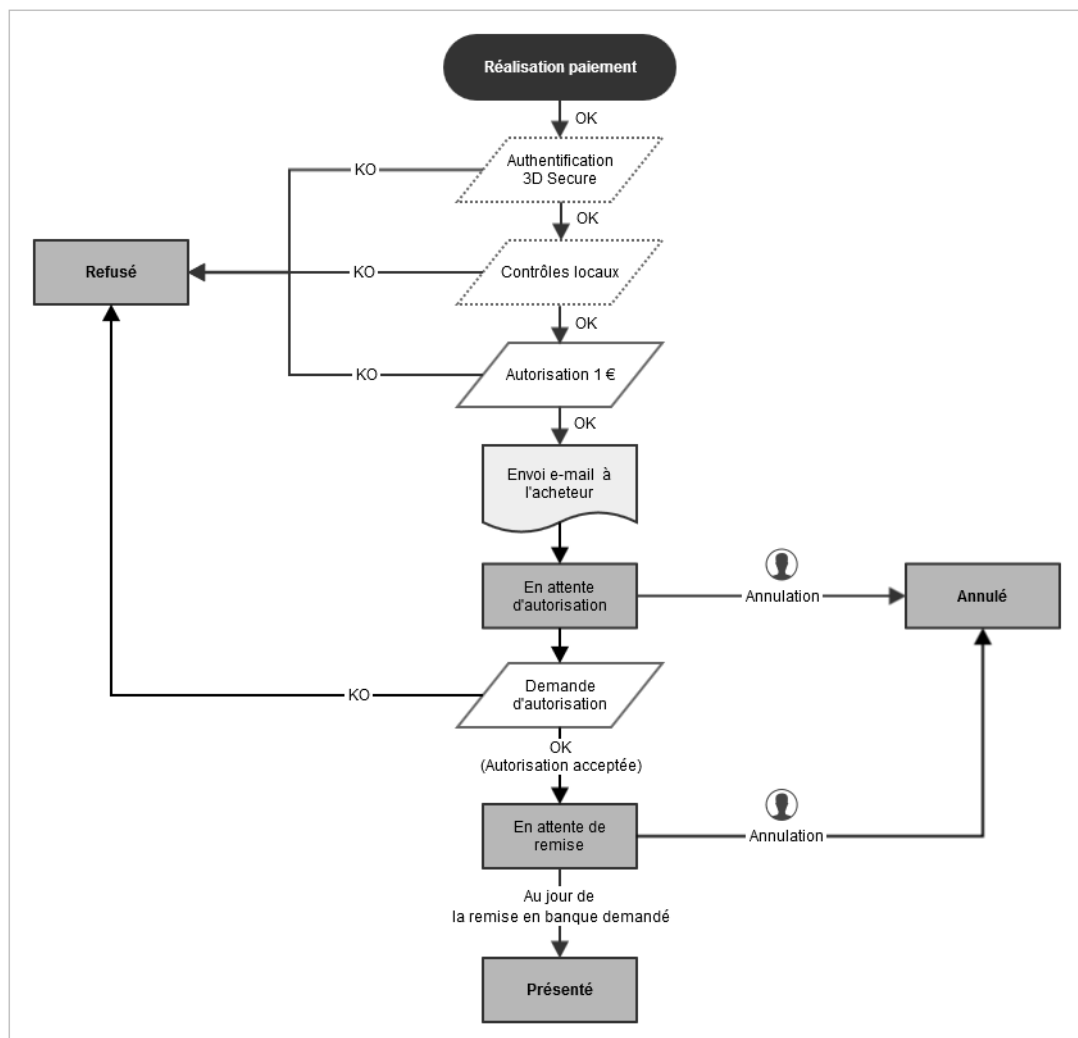 Réalisation paiement
OK
Authentification
3D Secure
KO
OK
Refusé
KO
Contrôles locaux
OK
KO
Autorisation 1 €
OK
Envoi e-mail à
l'acheteur
En attente
d'autorisation
Annulation
Annulé
KO
Demande
d'autorisation
OK
(Autorisation acceptée)
En attente de
remise
Annulation
Au jour de
la remise en banque demandé
Présenté